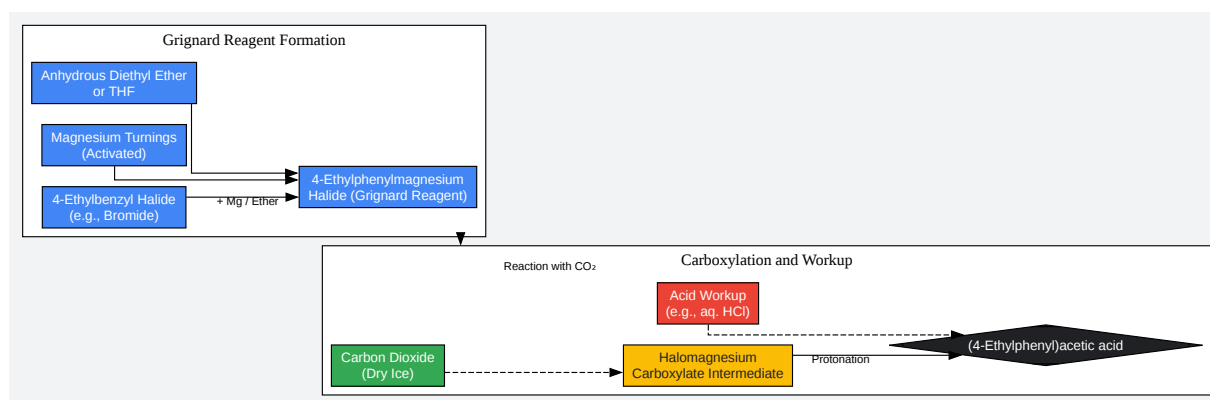 Grignard Reagent Formation
Anhydrous Diethyl Ether
or THF
Magnesium Turnings
(Activated)
4-Ethylbenzyl Halide
(e.g., Bromide)
+ Mg / Ether
4-Ethylphenylmagnesium
Halide (Grignard Reagent)
Reaction with CO₂
Carboxylation and Workup
Acid Workup
(e.g., aq. HCl)
Carbon Dioxide
(Dry Ice)
Halomagnesium
Carboxylate Intermediate
Protonation
(4-Ethylphenyl)acetic acid